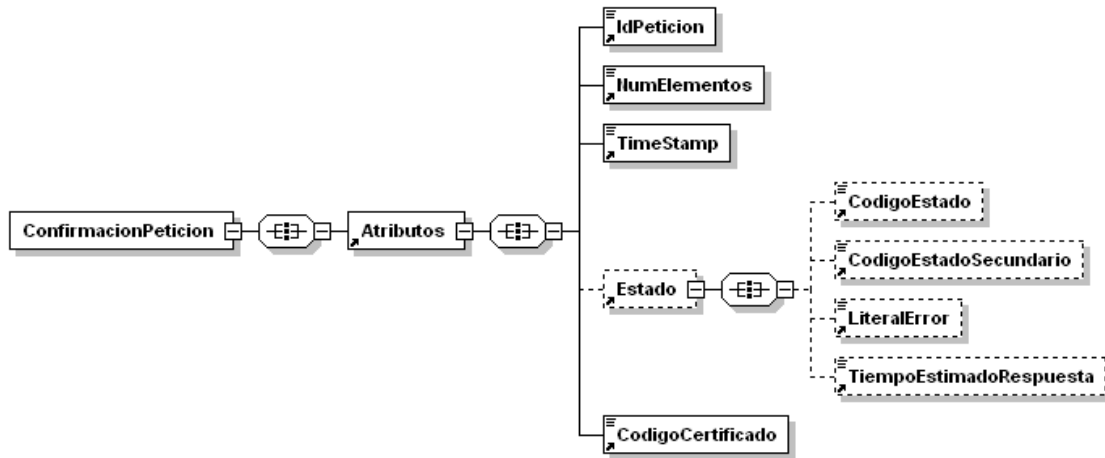 IdPeticion
NumElementos
TimeStamp
CodigoEstado
ConfirmacionPeticion
Atributos
CodigoEstadoSecundario
Estado
LiteralError
TiempoEstimadoRespuesta
CodigoCertificado